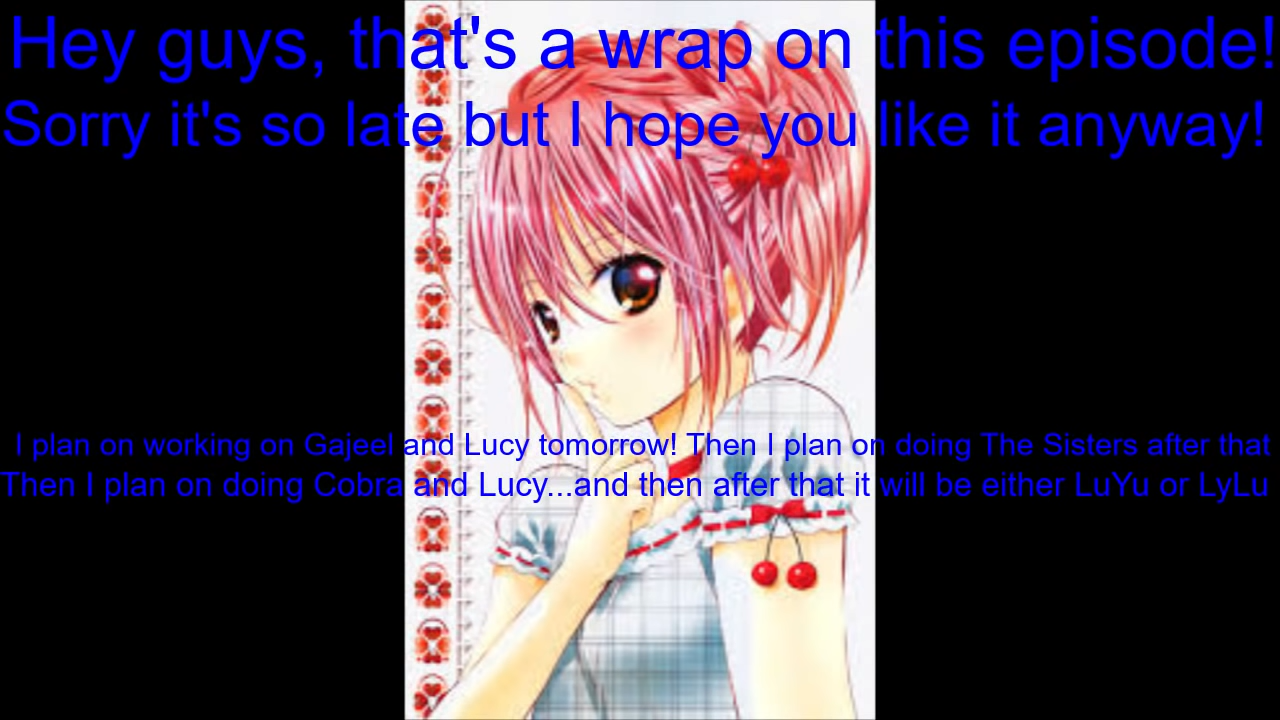 Hey guys, that's a wrap on this episode!
Sorry it's so late but I hope you like it anyway!
I plan on working on Gajeel and Lucy tomorrow! Then I plan on doing The Sisters after that
Then I plan on doing Cobra and Lucy...and then after that it will be either LuYu or LyLu